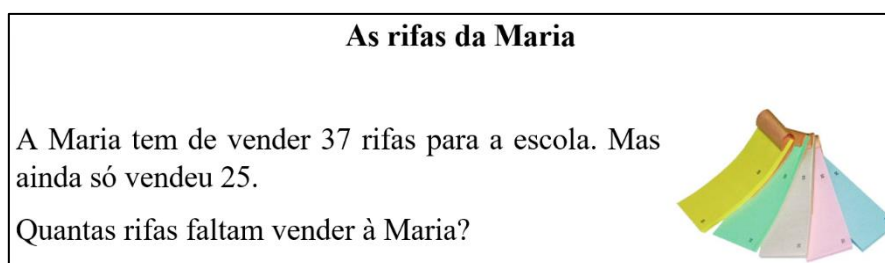 As rifas da Maria
A Maria tem de vender 37 rifas para a escola. Mas
ainda só vendeu 25.
Quantas rifas faltam vender à Maria?